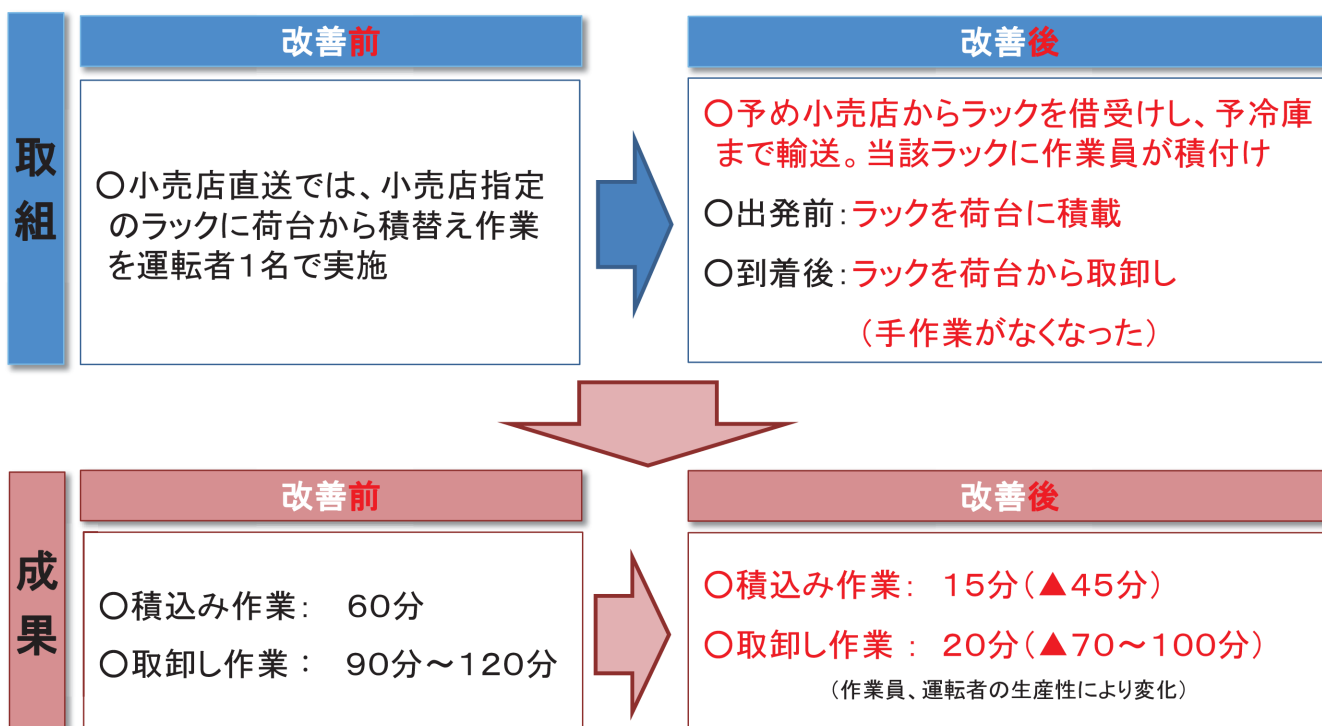 取組
改善前
○小売店直送では、小売店指定
のラックに荷台から積替え作業
を運転者1名で実施
改善後
○予め小売店からラックを借受けし、予冷庫
まで輸送。当該ラックに作業員が積付け
○出発前：ラックを荷台に積載
○到着後：ラックを荷台から取卸し
（手作業がなくなった）
成果
改善前
○積込み作業： 60分
○取卸し作業： 90分～120分
改善後
○積込み作業： 15分（▲45分）
○取卸し作業： 20分（▲70～100分）
（作業員、運転者の生産性により変化）